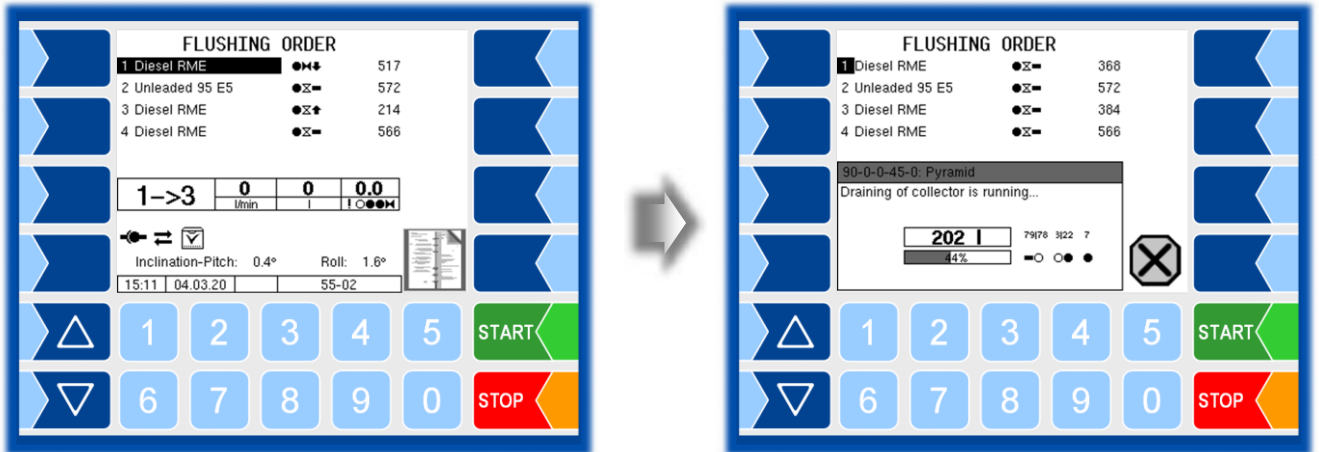 FLUSHING ORDER
1 Diesel RME 517
2 Unleaded 95 E5 572
3 Diesel RME 214
4 Diesel RME 566
1->3 0 0 0.0
l/min l !
Inclination-Pitch: 0.4° Roll: 1.6°
15:11 04.03.20 55-02
1 2 3 4 5 START
6 7 8 9 0 STOP
FLUSHING ORDER
1 Diesel RME 368
2 Unleaded 95 E5 572
3 Diesel RME 384
4 Diesel RME 566
90-0-0-45-0: Pyramid
Draining of collector is running...
202 l 79|78 3|22 7
44%
1 2 3 4 5 START
6 7 8 9 0 STOP